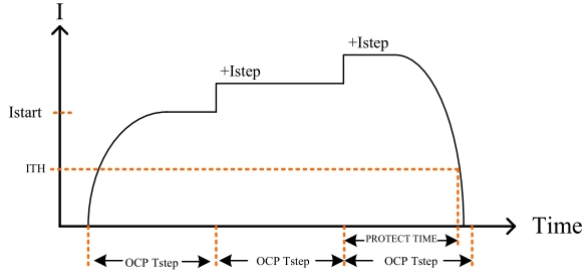 I
+Istep
+Istep
Istart
ITH
Time
PROTECT TIME
OCP Tstep
OCP Tstep
OCP Tstep